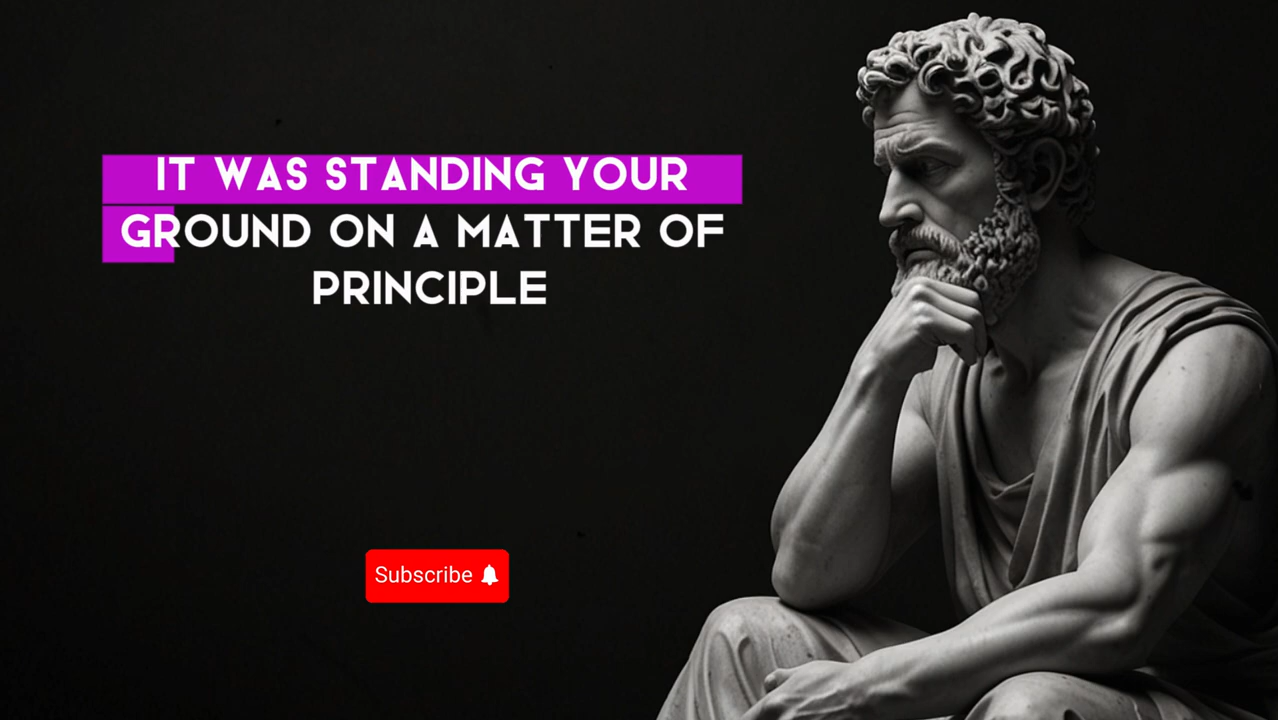 IT WAS STANDING YOUR
GROUND ON A MATTER OF
PRINCIPLE
Subscribe